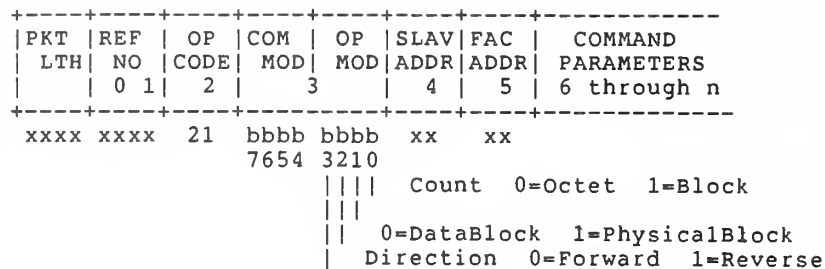 +----+----+----+----+----+----+----+--------------
|PKT |REF | OP |COM | OP |SLAV|FAC | COMMAND
| LTH| NO |CODE| MOD| MOD|ADDR|ADDR| PARAMETERS
| | 0 1| 2 | 3 | 4 | 5 | 6 through n
+----+----+----+----+----+----+----+--------------
xxxx xxxx 21 bbbb bbbb xx xx
7654 3210
|||| Count 0=Octet 1=Block
|||
|| 0=DataBlock 1=PhysicalBlock
| Direction 0=Forward 1=Reverse